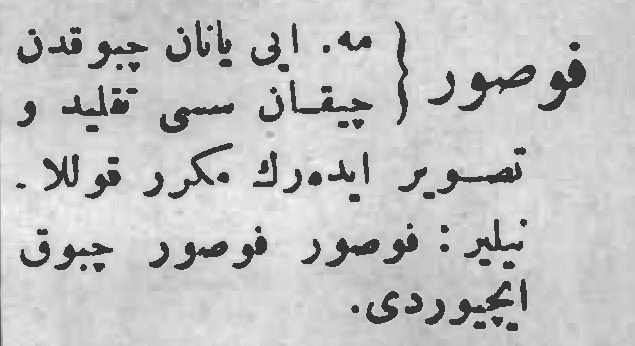 فوصور } مه. ایی یانان چبوقدن
چیقان سسی تقلید و
تصویر ایده‌رك مكرر قوللا.
نیلیر: فوصور فوصور چبوق
ایچیوردی.